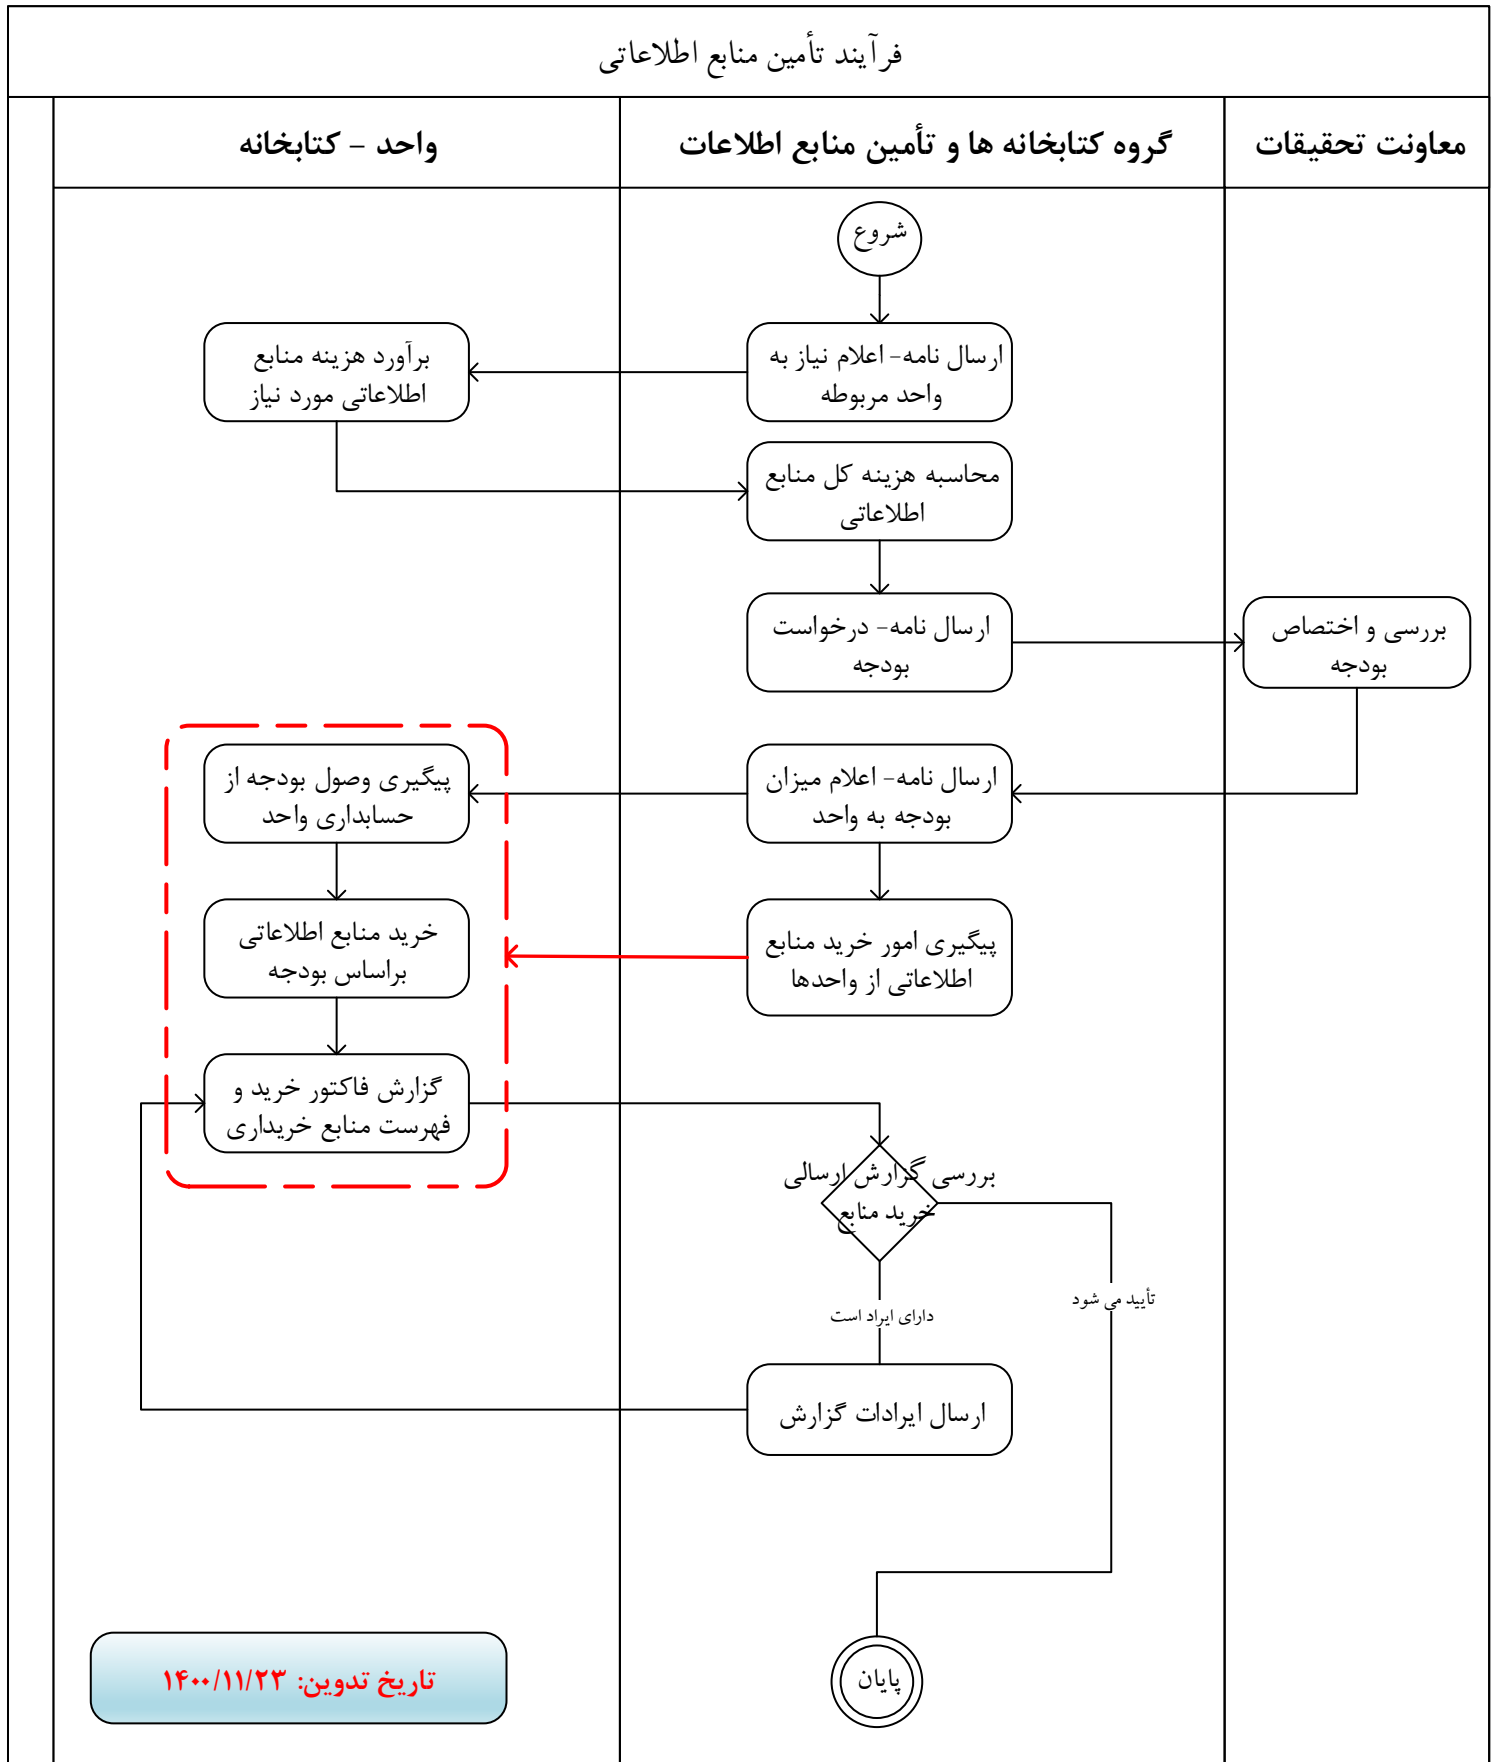 فرآیند تأمین منابع اطلاعاتی
معاونت تحقیقات
گروه کتابخانه ها و تأمین منابع اطلاعات
واحد – کتابخانه
شروع
ارسال نامه- اعلام نیاز به
واحد مربوطه
برآورد هزینه منابع
اطلاعاتی مورد نیاز
محاسبه هزینه کل منابع
اطلاعاتی
ارسال نامه- درخواست
بودجه
بررسی و اختصاص
بودجه
ارسال نامه- اعلام میزان
بودجه به واحد
پیگیری وصول بودجه از
حسابداری واحد
پیگیری امور خرید منابع
اطلاعاتی از واحدها
خرید منابع اطلاعاتی
براساس بودجه
گزارش فاکتور خرید و
فهرست منابع خریداری
بررسی گزارش ارسالی
خرید منابع
تأیید می شود
دارای ایراد است
ارسال ایرادات گزارش
پایان
تاریخ تدوین: ۱۴۰۰/۱۱/۲۳